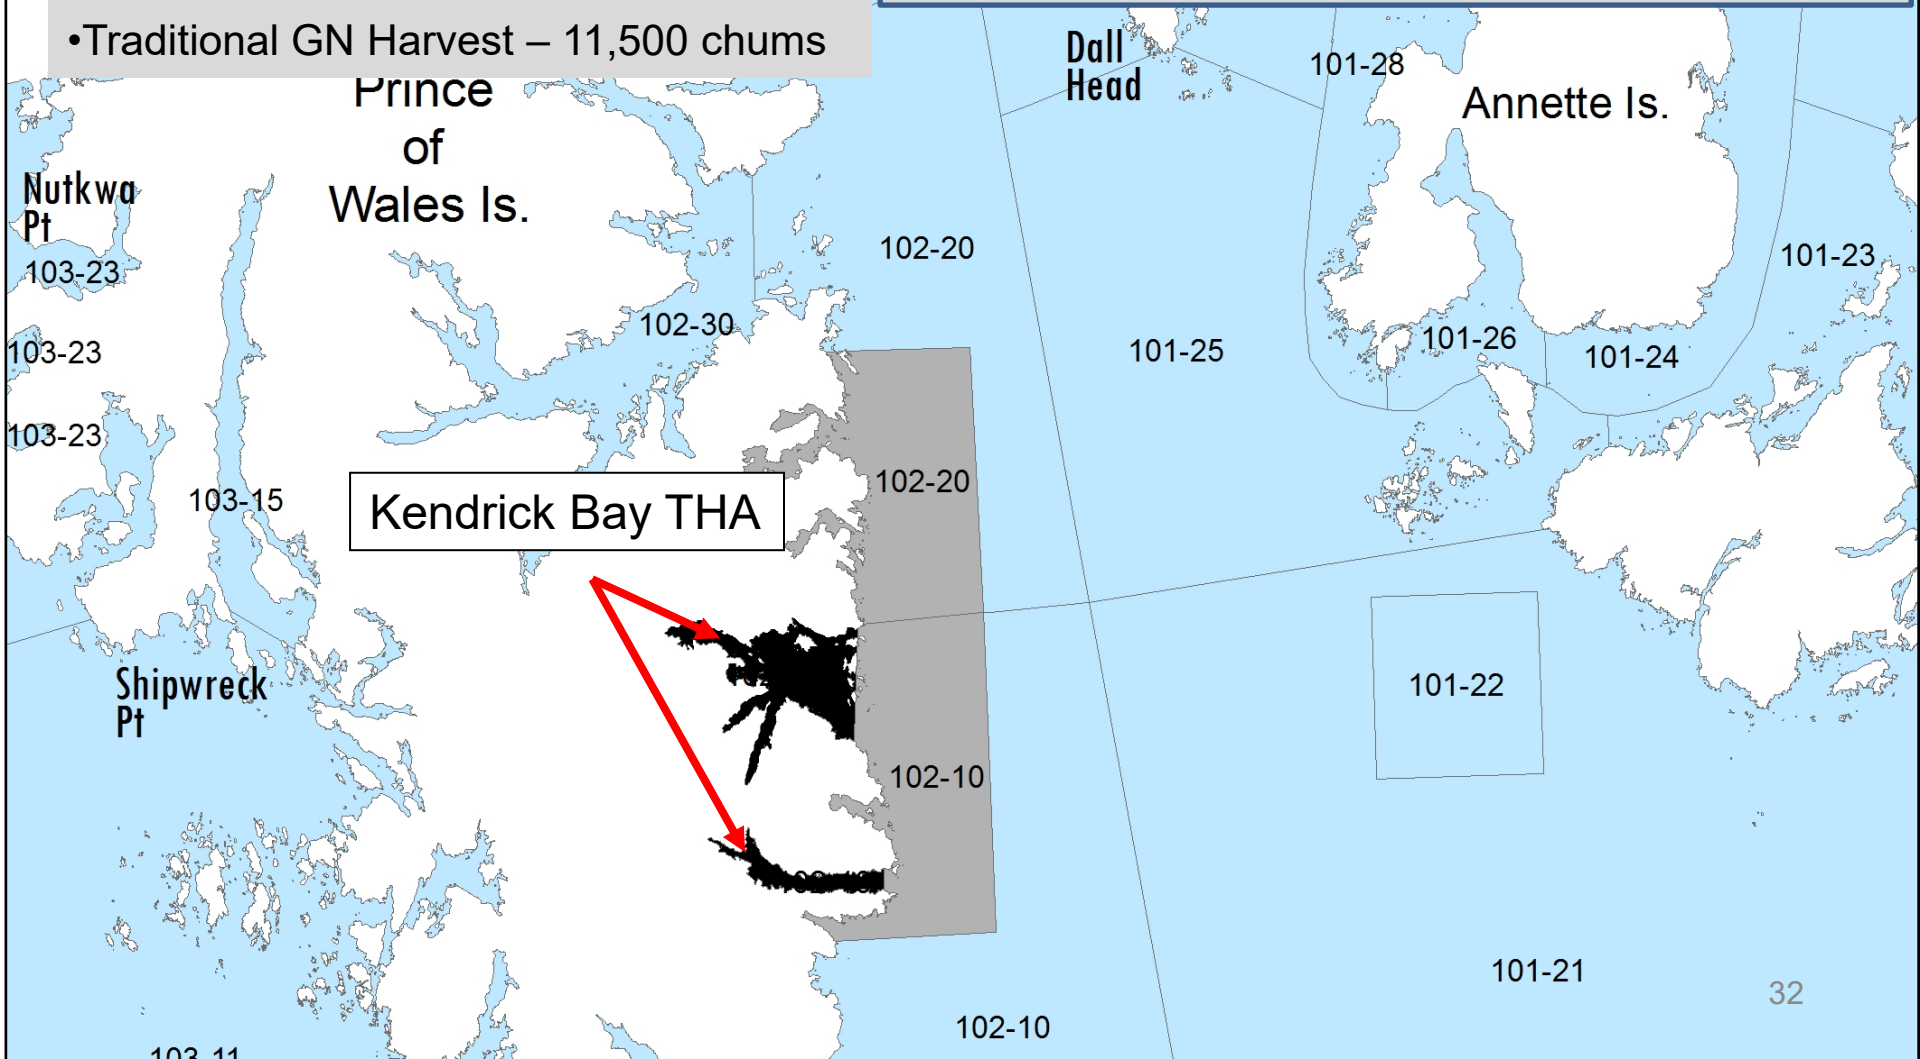 •Traditional GN Harvest – 11,500 chums
Prince
of
Wales Is.
Dall
Head
101-28
Annette Is.
Nutkwa
Pt
103-23
102-20
101-23
102-30
103-23
101-25
101-26
101-24
103-23
103-15
102-20
Kendrick Bay THA
Shipwreck
Pt
101-22
102-10
101-21
32
102-10
103-11